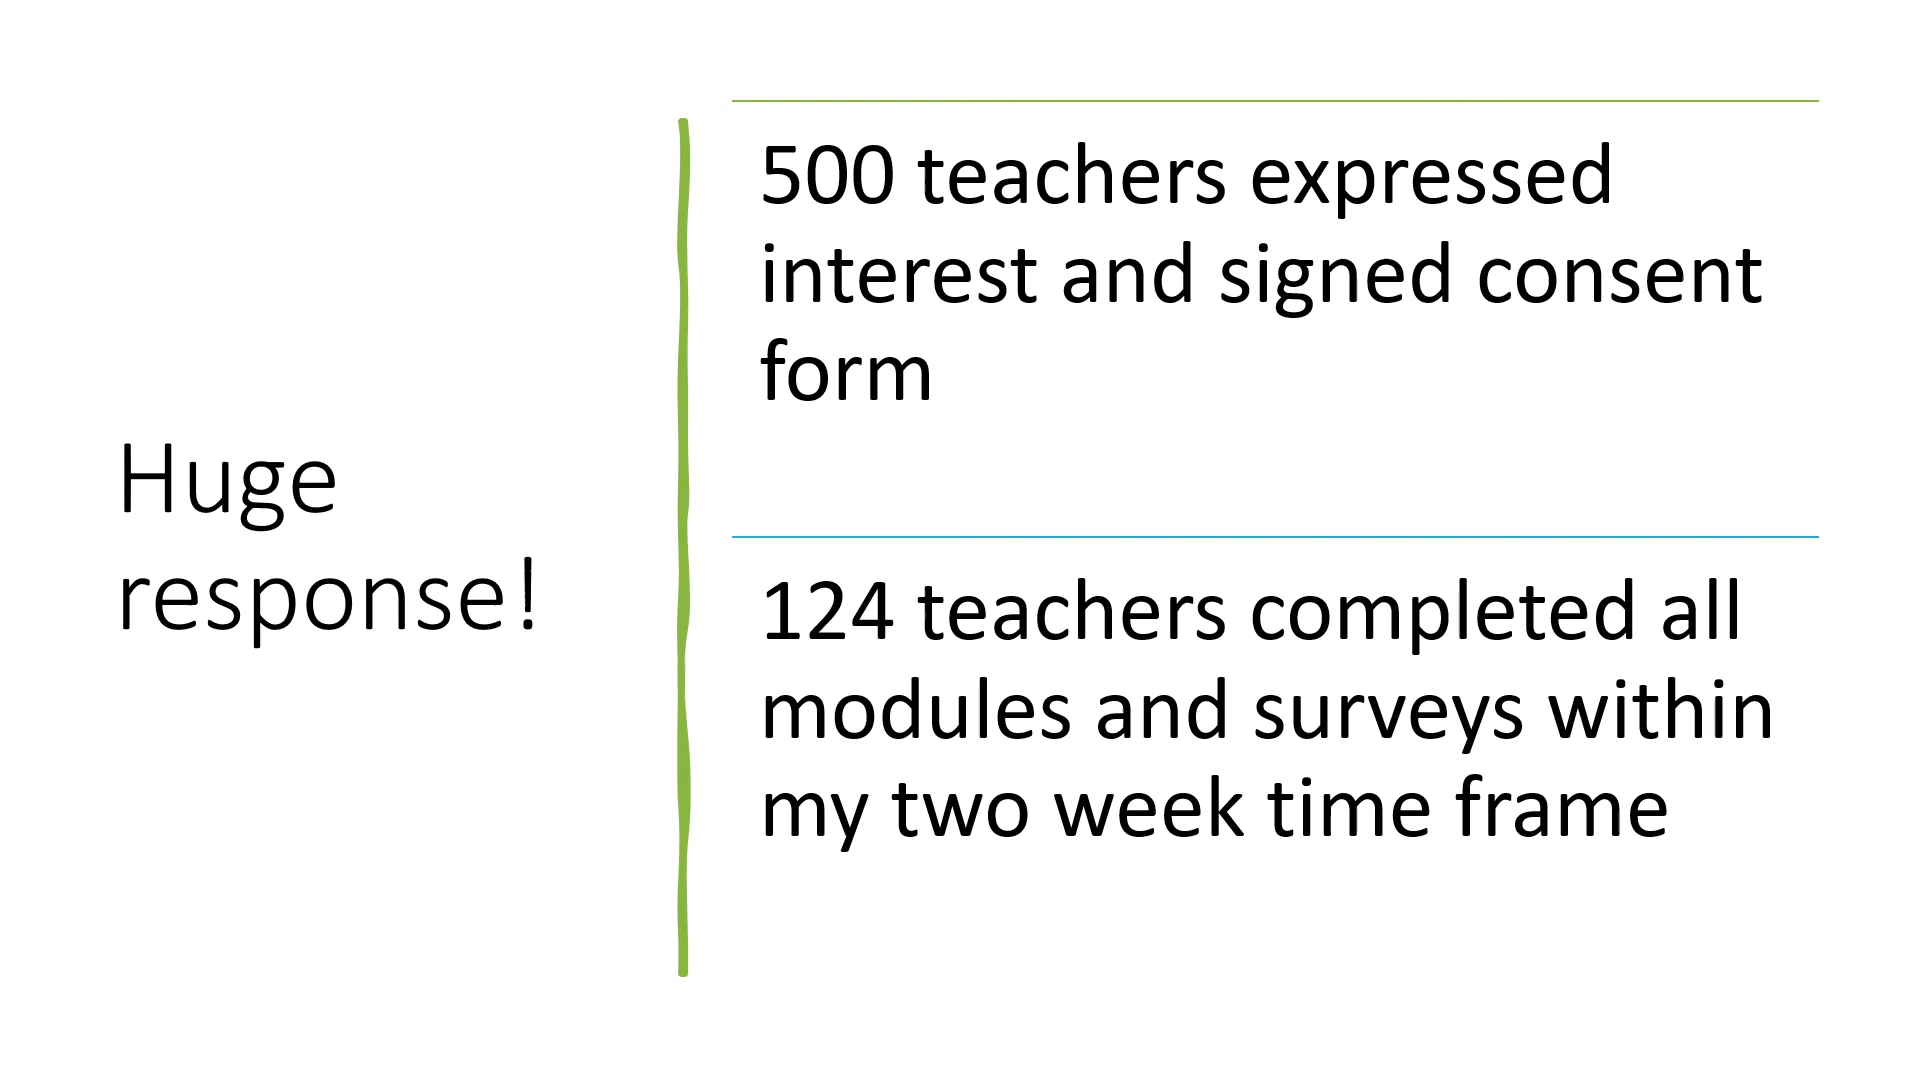 Huge
response!
500 teachers expressed
interest and signed consent
form
124 teachers completed all
modules and surveys within
my two week time frame